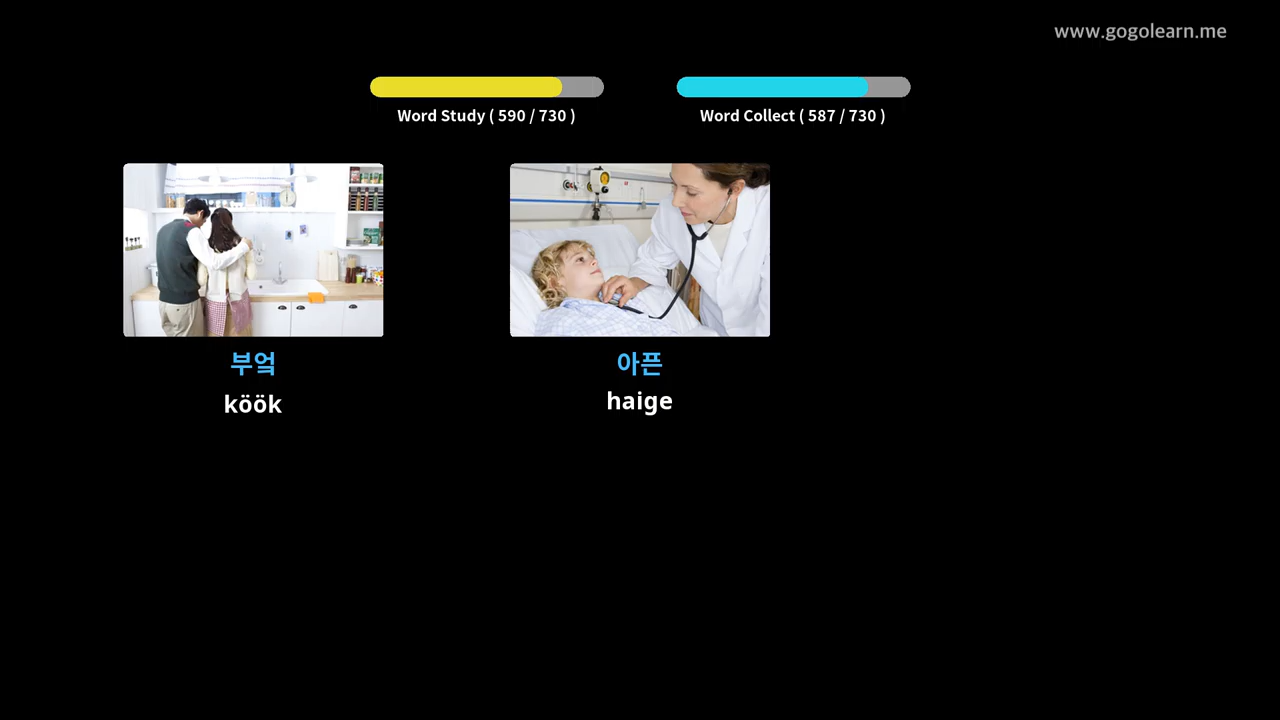 www.gogolearn.me
Word Study ( 590 / 730 )
Word Collect ( 587 / 730 )
부엌
köök
아픈
haige